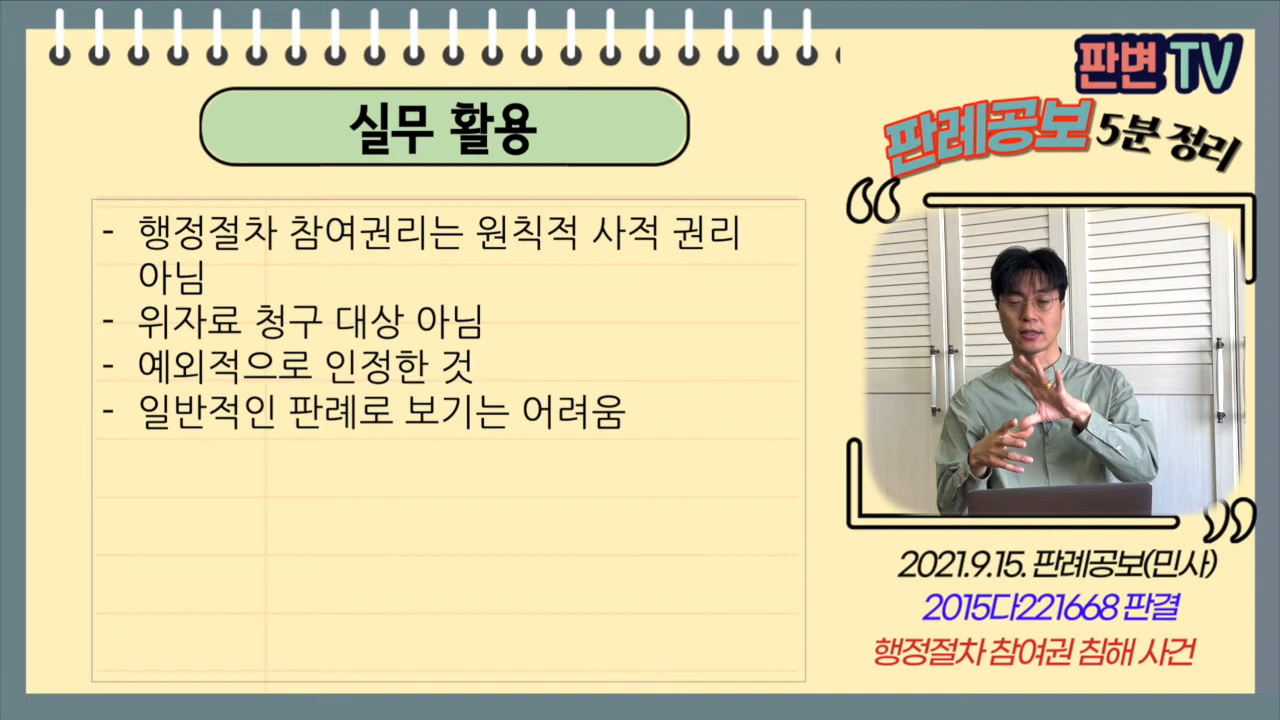 실무 활용
- 행정절차 참여권리는 원칙적 사적 권리
아님
- 위자료 청구 대상 아님
- 예외적으로 인정한 것
- 일반적인 판례로 보기는 어려움
판변 TV
판례공보 5분 정리
2021.9.15. 판례공보(민사)
2015다221668 판결
행정절차 참여권 침해 사건